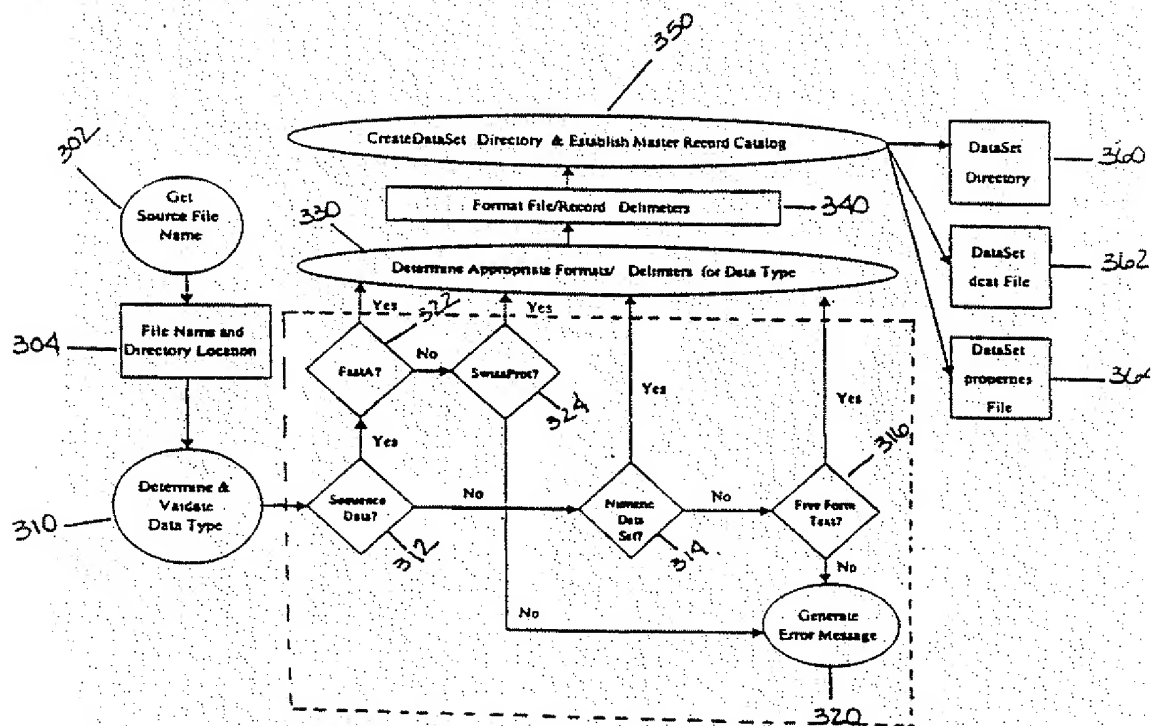 350
302
CreateDataSet Directory & Establish Master Record Catalog
DataSet
Directory
360
Get
Source File
Name
330
Format File/Record Delimeters
340
Determine Appropriate Formats/ Delimiters for Data Type
DataSet
dcat File
362
Yes
322
Yes
304
File Name and
Directory Location
FastA?
No
SwissProt?
324
Yes
Yes
DataSet
properties
File
364
Yes
316
310
Determine &
Validate
Data Type
Sequence
Data?
No
Numeric
Data
Set?
No
Free Form
Text?
312
314
No
No
Generate
Error Message
320